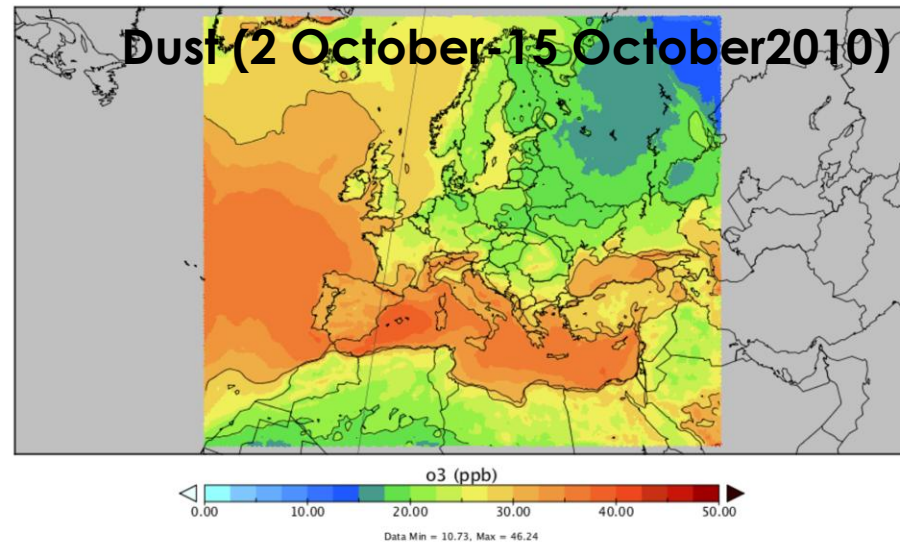 Dust (2 October-15 October2010)
o3 (ppb)
0.00 10.00 20.00 30.00 40.00 50.00
Data Min = 10.73, Max = 46.24